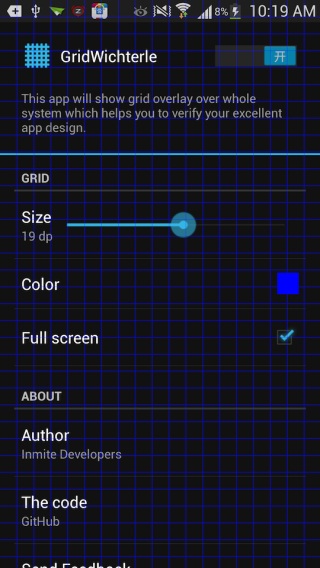 8% 10:19 AM
GridWichterle 开
This app will show grid overlay over whole
system which helps you to verify your excellent
app design.
GRID
Size
19 dp
Color
Full screen
ABOUT
Author
Inmite Developers
The code
GitHub
Send Feedback